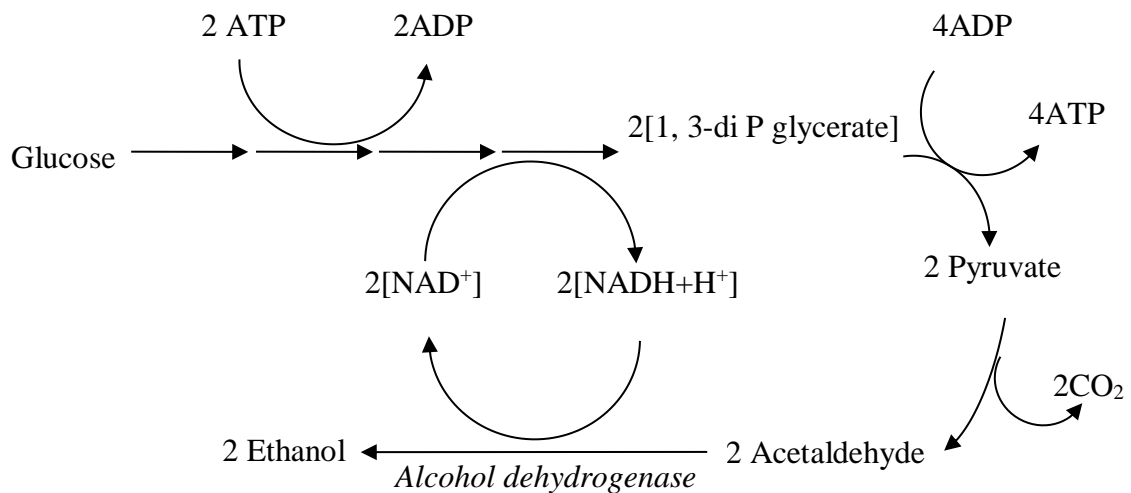 2 ATP 2ADP 4ADP
2[1, 3-di P glycerate] 4ATP
Glucose
2[NAD⁺] 2[NADH+H⁺] 2 Pyruvate
2CO₂
2 Ethanol 2 Acetaldehyde
Alcohol dehydrogenase